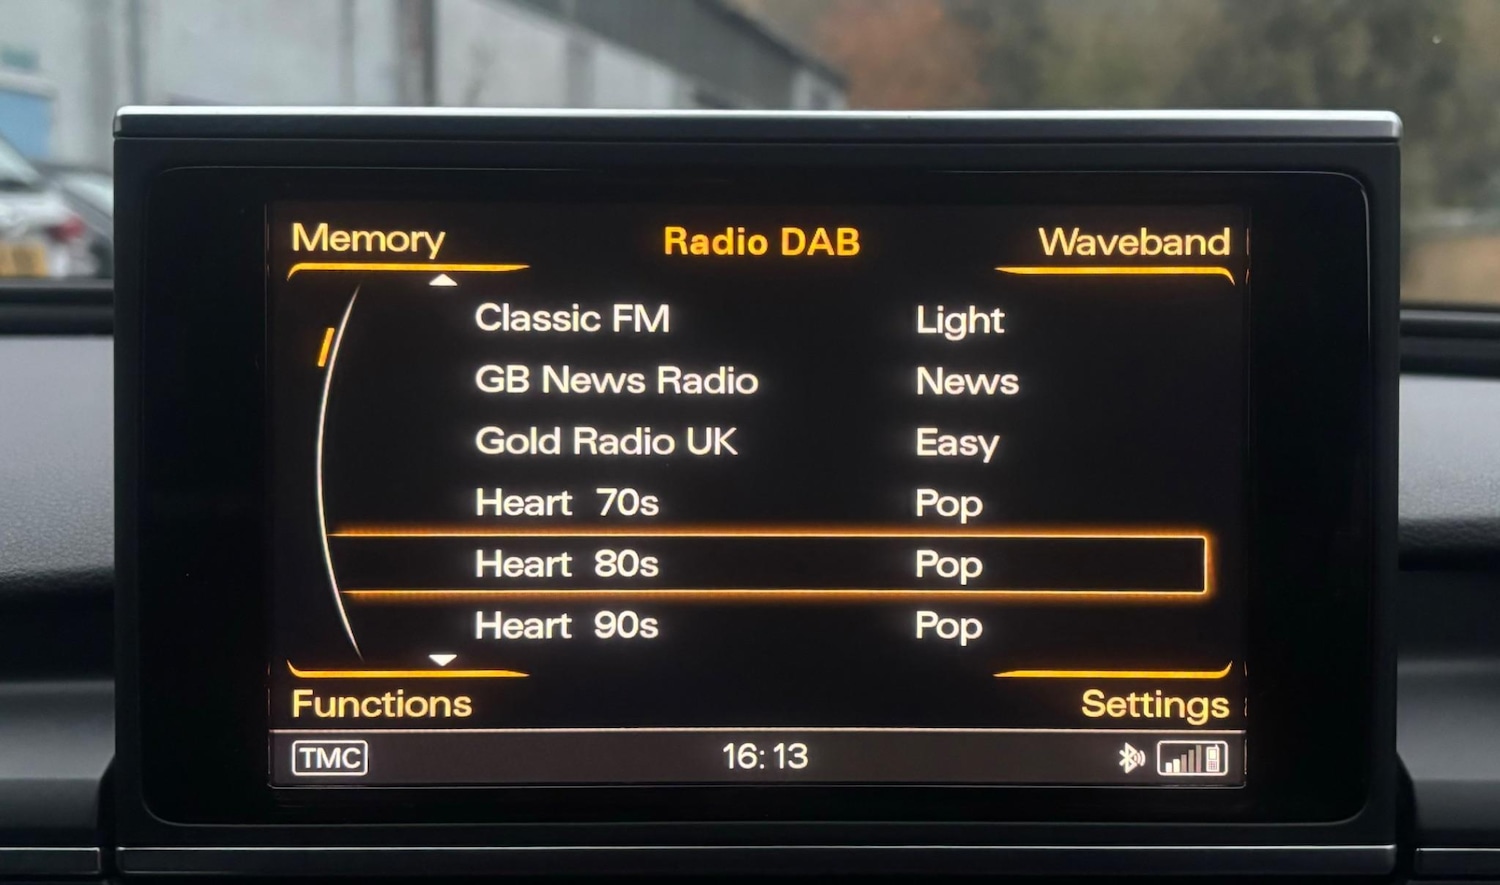 Memory Radio DAB Waveband
Classic FM Light
GB News Radio News
Gold Radio UK Easy
Heart 70s Pop
Heart 80s Pop
Heart 90s Pop
Functions Settings
TMC 16:13